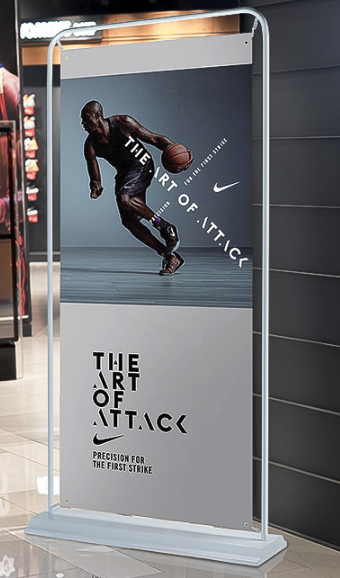 THE ART OF ATTACK
PRECISION
FOR THE FIRST STRIKE
THE
ART
OF
ATTACK
PRECISION FOR
THE FIRST STRIKE